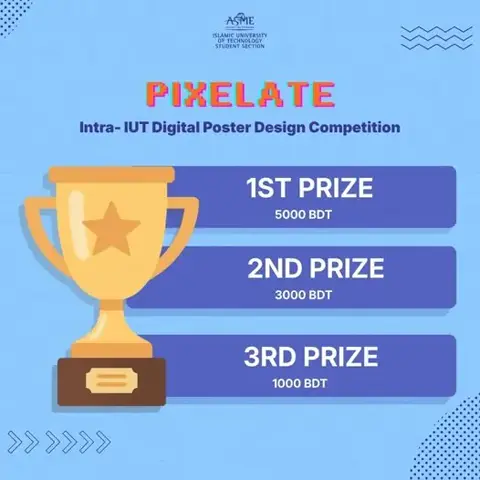 ASME
ISLAMIC UNIVERSITY
OF TECHNOLOGY
STUDENT SECTION
PIXELATE
Intra- IUT Digital Poster Design Competition
1ST PRIZE
5000 BDT
2ND PRIZE
3000 BDT
3RD PRIZE
1000 BDT